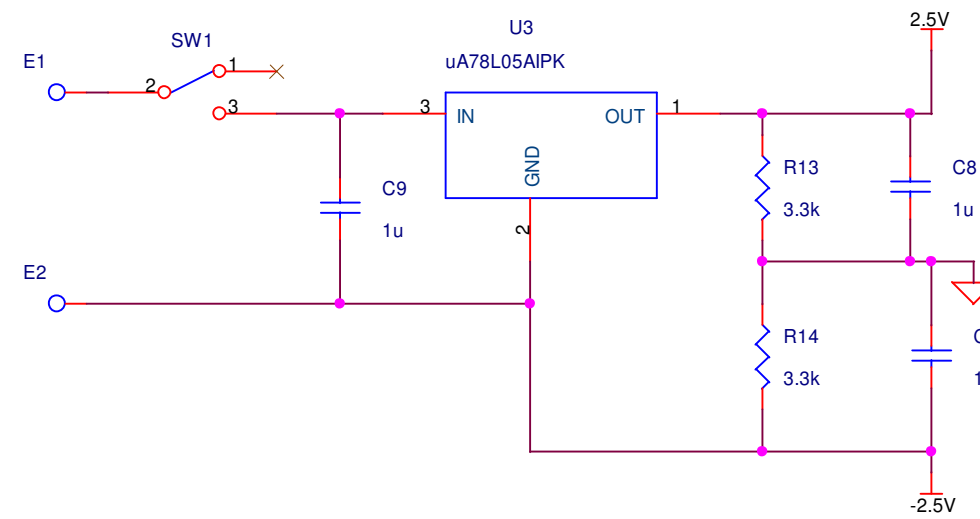 2.5V
U3
SW1
E1
uA78L05AIPK
1
2
3
3
IN
OUT
1
GND
R13
C8
C9
3.3k
1u
1u
2
E2
R14
3.3k
-2.5V